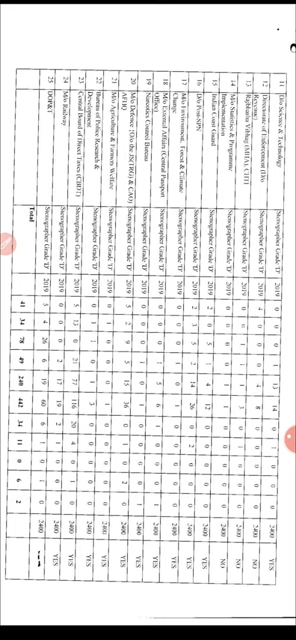 11 D/o Science & Technology Stenographer Grade 'D' 2019 0 0 0 1 13 14 0 1 0 0 0 2400 YES
12 Directorate of Enforcement (D/o Stenographer Grade 'D' 2019 4 0 0 0 4 8 0 0 0 0 0 2400 NO
Revenue)
13 Rajbhasha Vibhag (MHA), CHTI Stenographer Grade 'D' 2019 0 0 1 1 1 3 0 0 0 0 0 2400 NO
14 M/o Statistics & Programme Stenographer Grade 'D' 2019 0 0 0 0 1 1 0 0 0 0 0 2400 NO
Implementation
15 Indian Coast Guard Stenographer Grade 'D' 2019 2 0 5 1 4 12 0 0 0 0 0 2400 YES
16 D/o Post-SPN Stenographer Grade 'D' 2019 2 3 5 2 14 26 0 2 0 0 0 2400 YES
17 M/o Environment, Forest & Climate Stenographer Grade 'D' 2019 0 0 1 0 0 1 0 0 0 0 0 2400 YES
Change
18 M/o External Affairs (Central Passport Stenographer Grade 'D' 2019 0 0 0 1 5 6 0 0 0 0 1 2400 YES
Office)
19 Narcotics Control Bureau Stenographer Grade 'D' 2019 0 0 0 0 1 1 0 0 0 0 2400 YES
20 M/o Defence O/o the JS(TRG) & CAO) Stenographer Grade 'D' 2019 5 2 9 5 15 36 0 0 0 2 2400 YES
AFHQ
21 M/o Agriculture & Farmers Welfare Stenographer Grade 'D' 2019 0 0 1 0 0 1 0 0 0 0 0 2400 YES
22 Bureau of Police Research & Stenographer Grade 'D' 2019 0 1 1 0 1 3 0 0 0 0 0 2400 YES
Development
23 Central Board of Direct Taxes (CBDT) Stenographer Grade 'D' 2019 5 13 0 21 77 116 20 4 0 1 0 2400 YES
24 M/o Railway Stenographer Grade 'D' 2019 0 0 0 2 17 19 2 1 0 0 0 2400 YES
25 DOP&T Stenographer Grade 'D' 2019 5 4 26 6 19 60 6 1 0 1 0 2400
Total 41 34 78 49 240 442 34 11 0 6 2